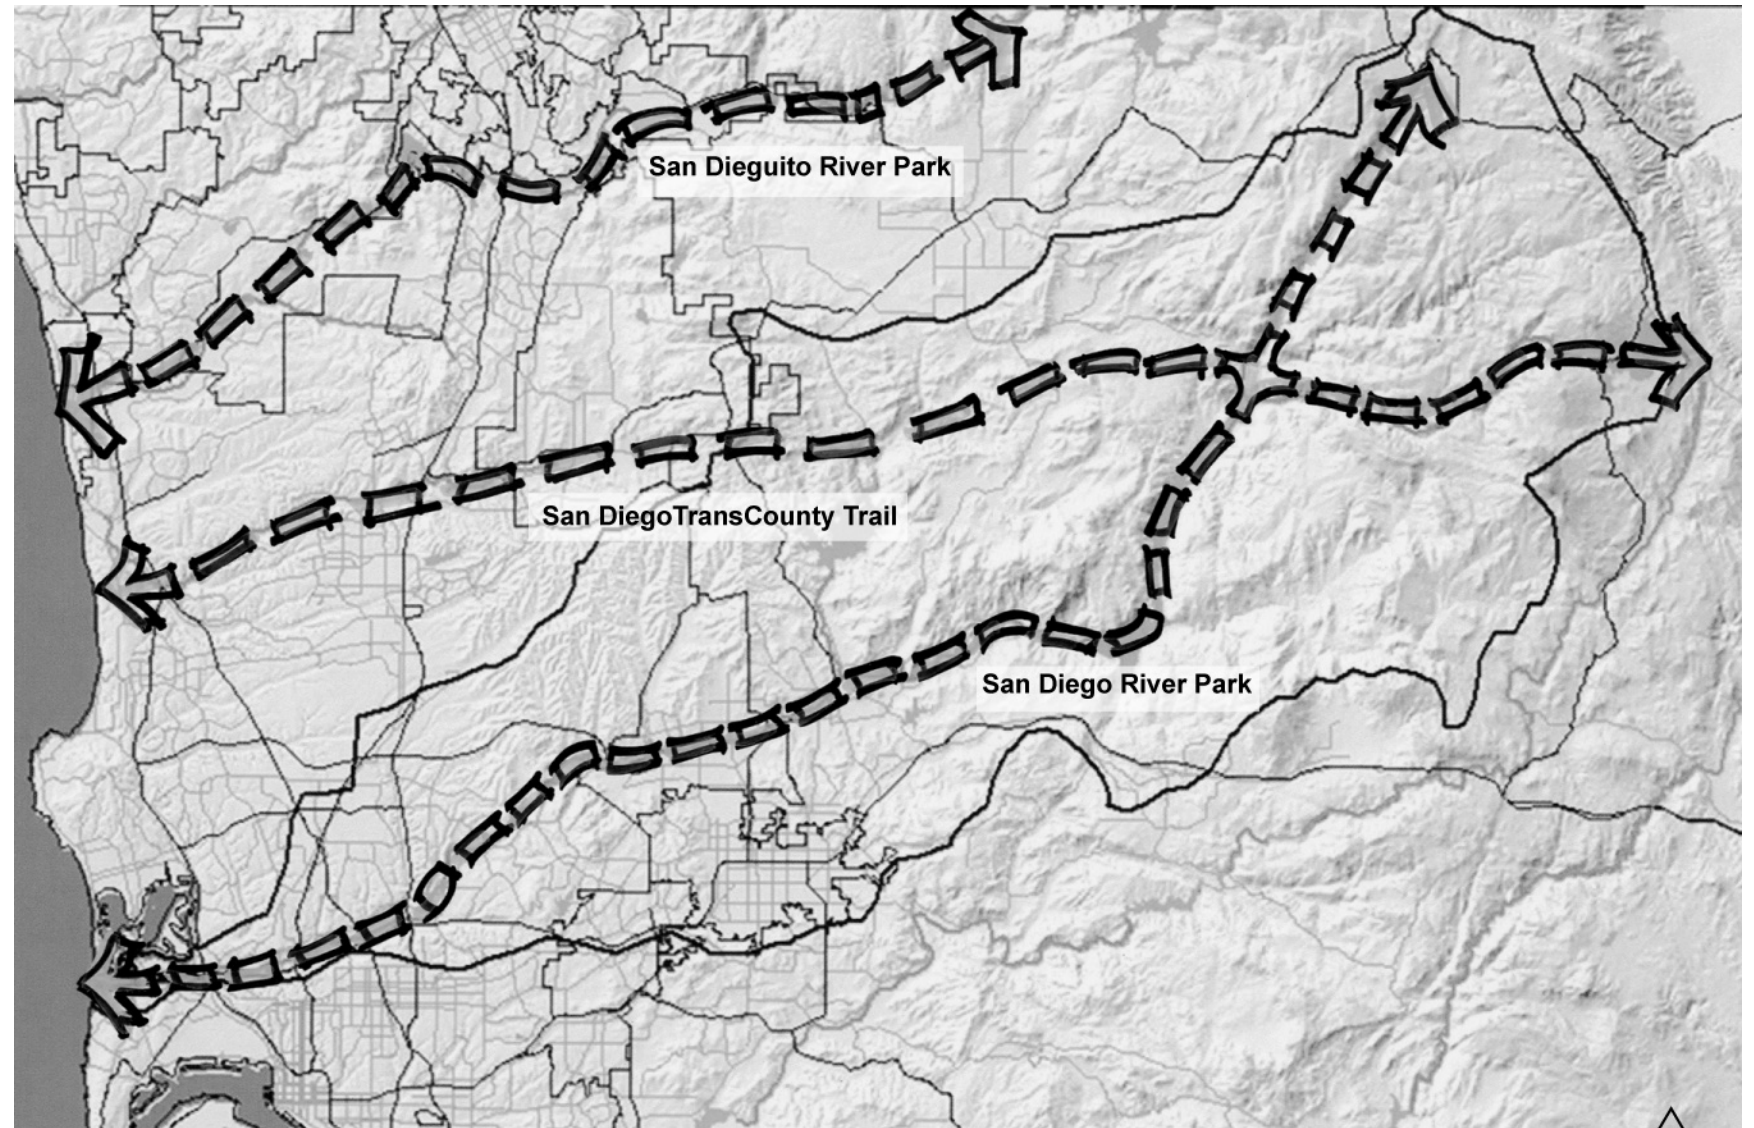 San Dieguito River Park
San DiegoTransCounty Trail
San Diego River Park